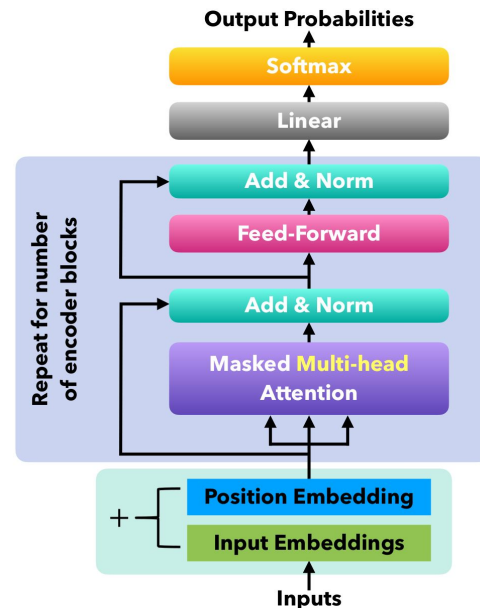 Output Probabilities
Softmax
Linear
Add & Norm
Feed-Forward
Add & Norm
Masked Multi-head
Attention
Repeat for number
of encoder blocks
Position Embedding
+
Input Embeddings
Inputs